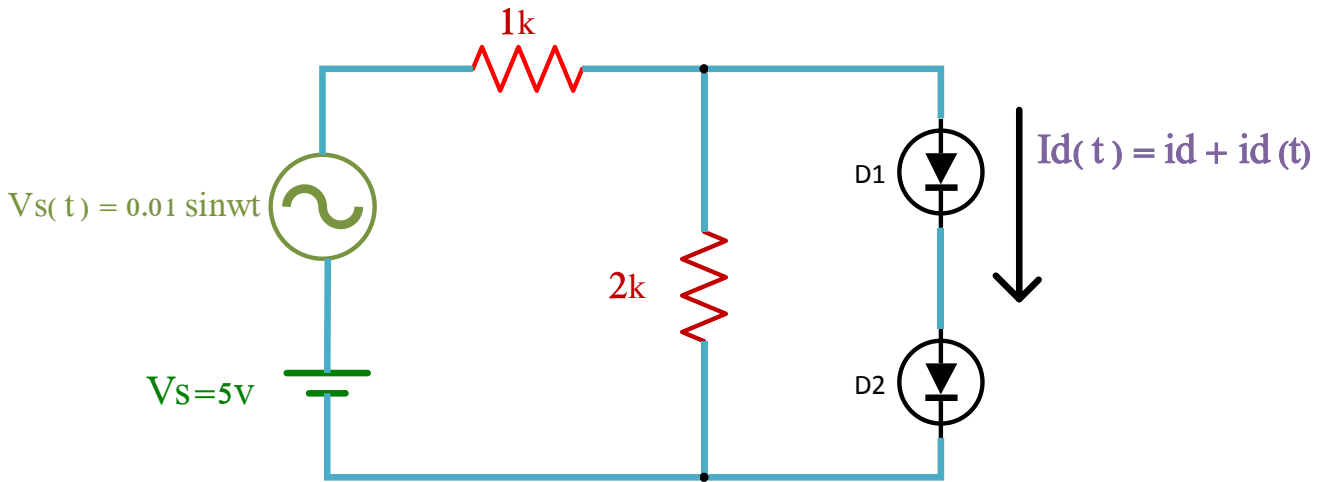 1k
D1
Id( t ) = id + id (t)
Vs( t ) = 0.01 sinwt
2k
D2
Vs=5v